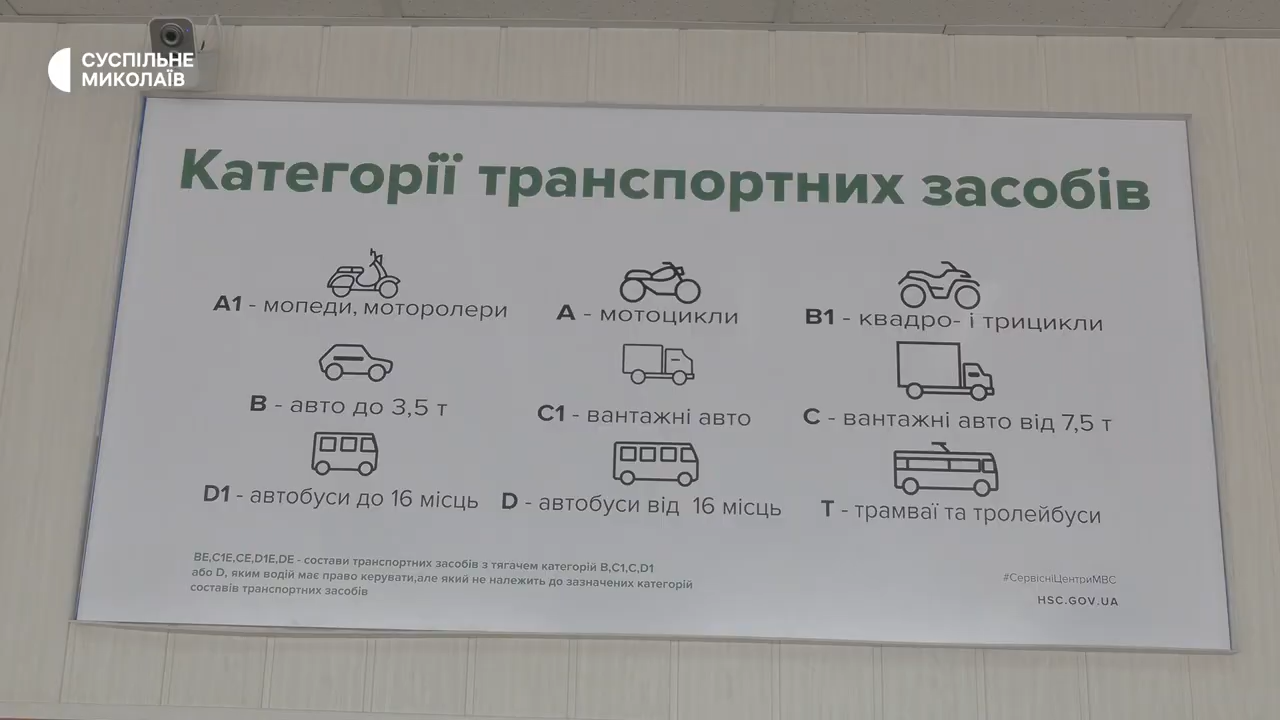 СУСПІЛЬНЕ
МИКОЛАЇВ
Категорії транспортних засобів
A1 - мопеди, моторолери
A - мотоцикли
B1 - квадро- і трицикли
B - авто до 3,5 т
C1 - вантажні авто
C - вантажні авто від 7,5 т
D1 - автобуси до 16 місць
D - автобуси від 16 місць
T - трамваї та тролейбуси
BE,C1E,CE,D1E,DE - состави транспортних засобів з тягачем категорій B,C1,C,D1
або D, яким водій має право керувати,але який не належить до зазначених категорій
составів транспортних засобів
#СервісніЦентриМВС
HSC.GOV.UA